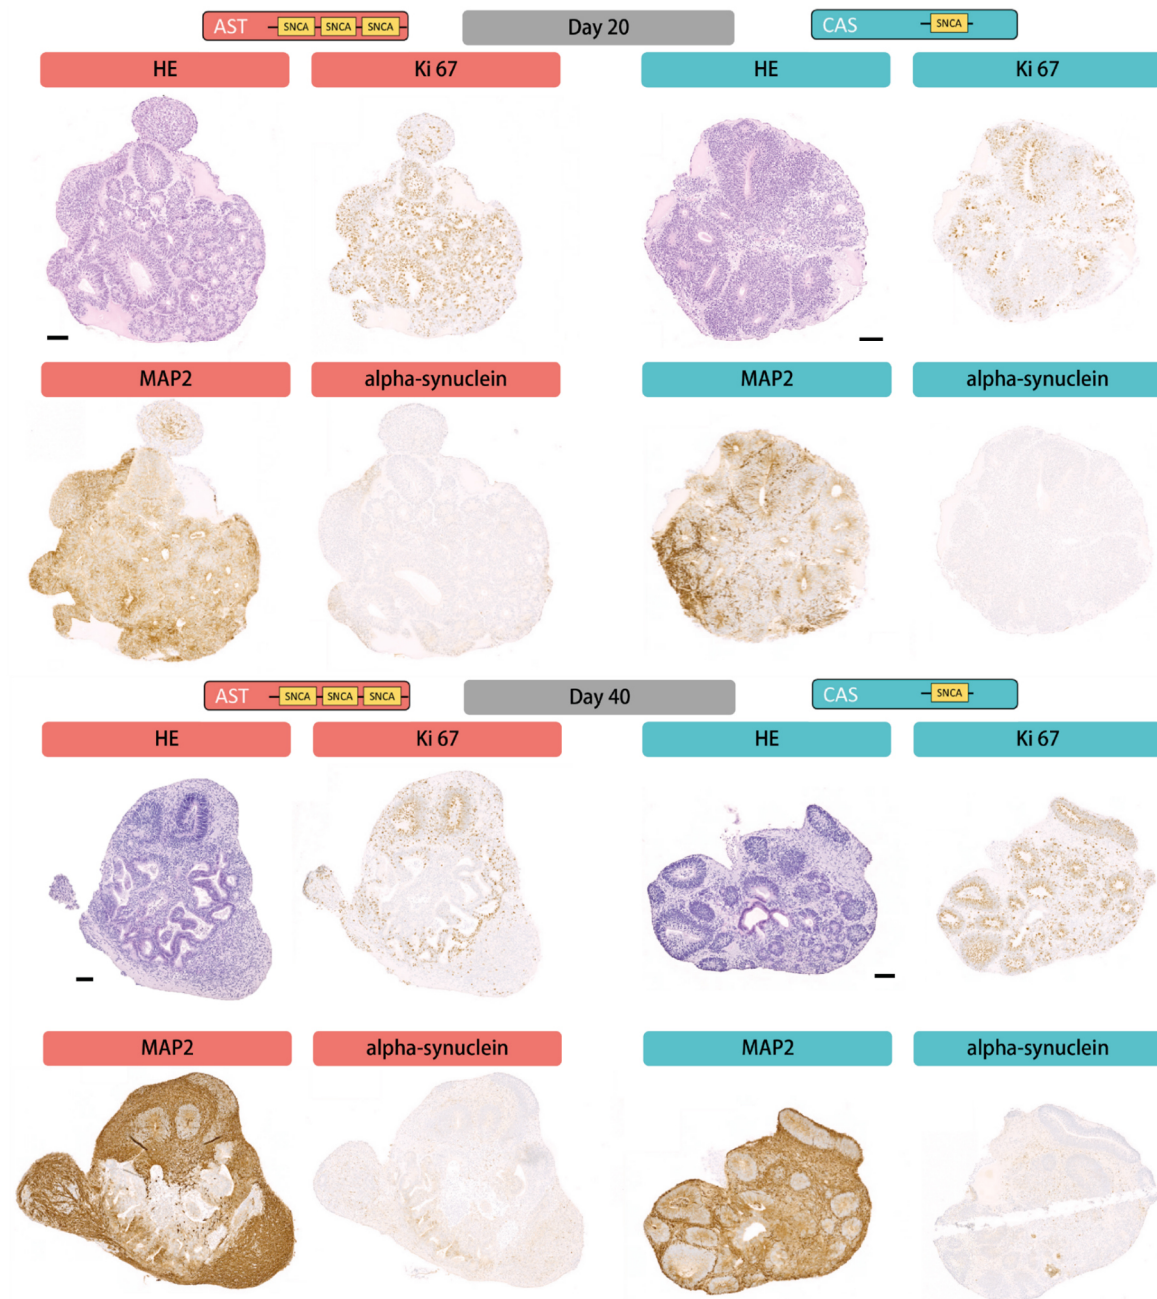 AST SNCA SNCA SNCA Day 20 CAS SNCA
HE Ki 67 HE Ki 67
MAP2 alpha-synuclein MAP2 alpha-synuclein
AST SNCA SNCA SNCA Day 40 CAS SNCA
HE Ki 67 HE Ki 67
MAP2 alpha-synuclein MAP2 alpha-synuclein